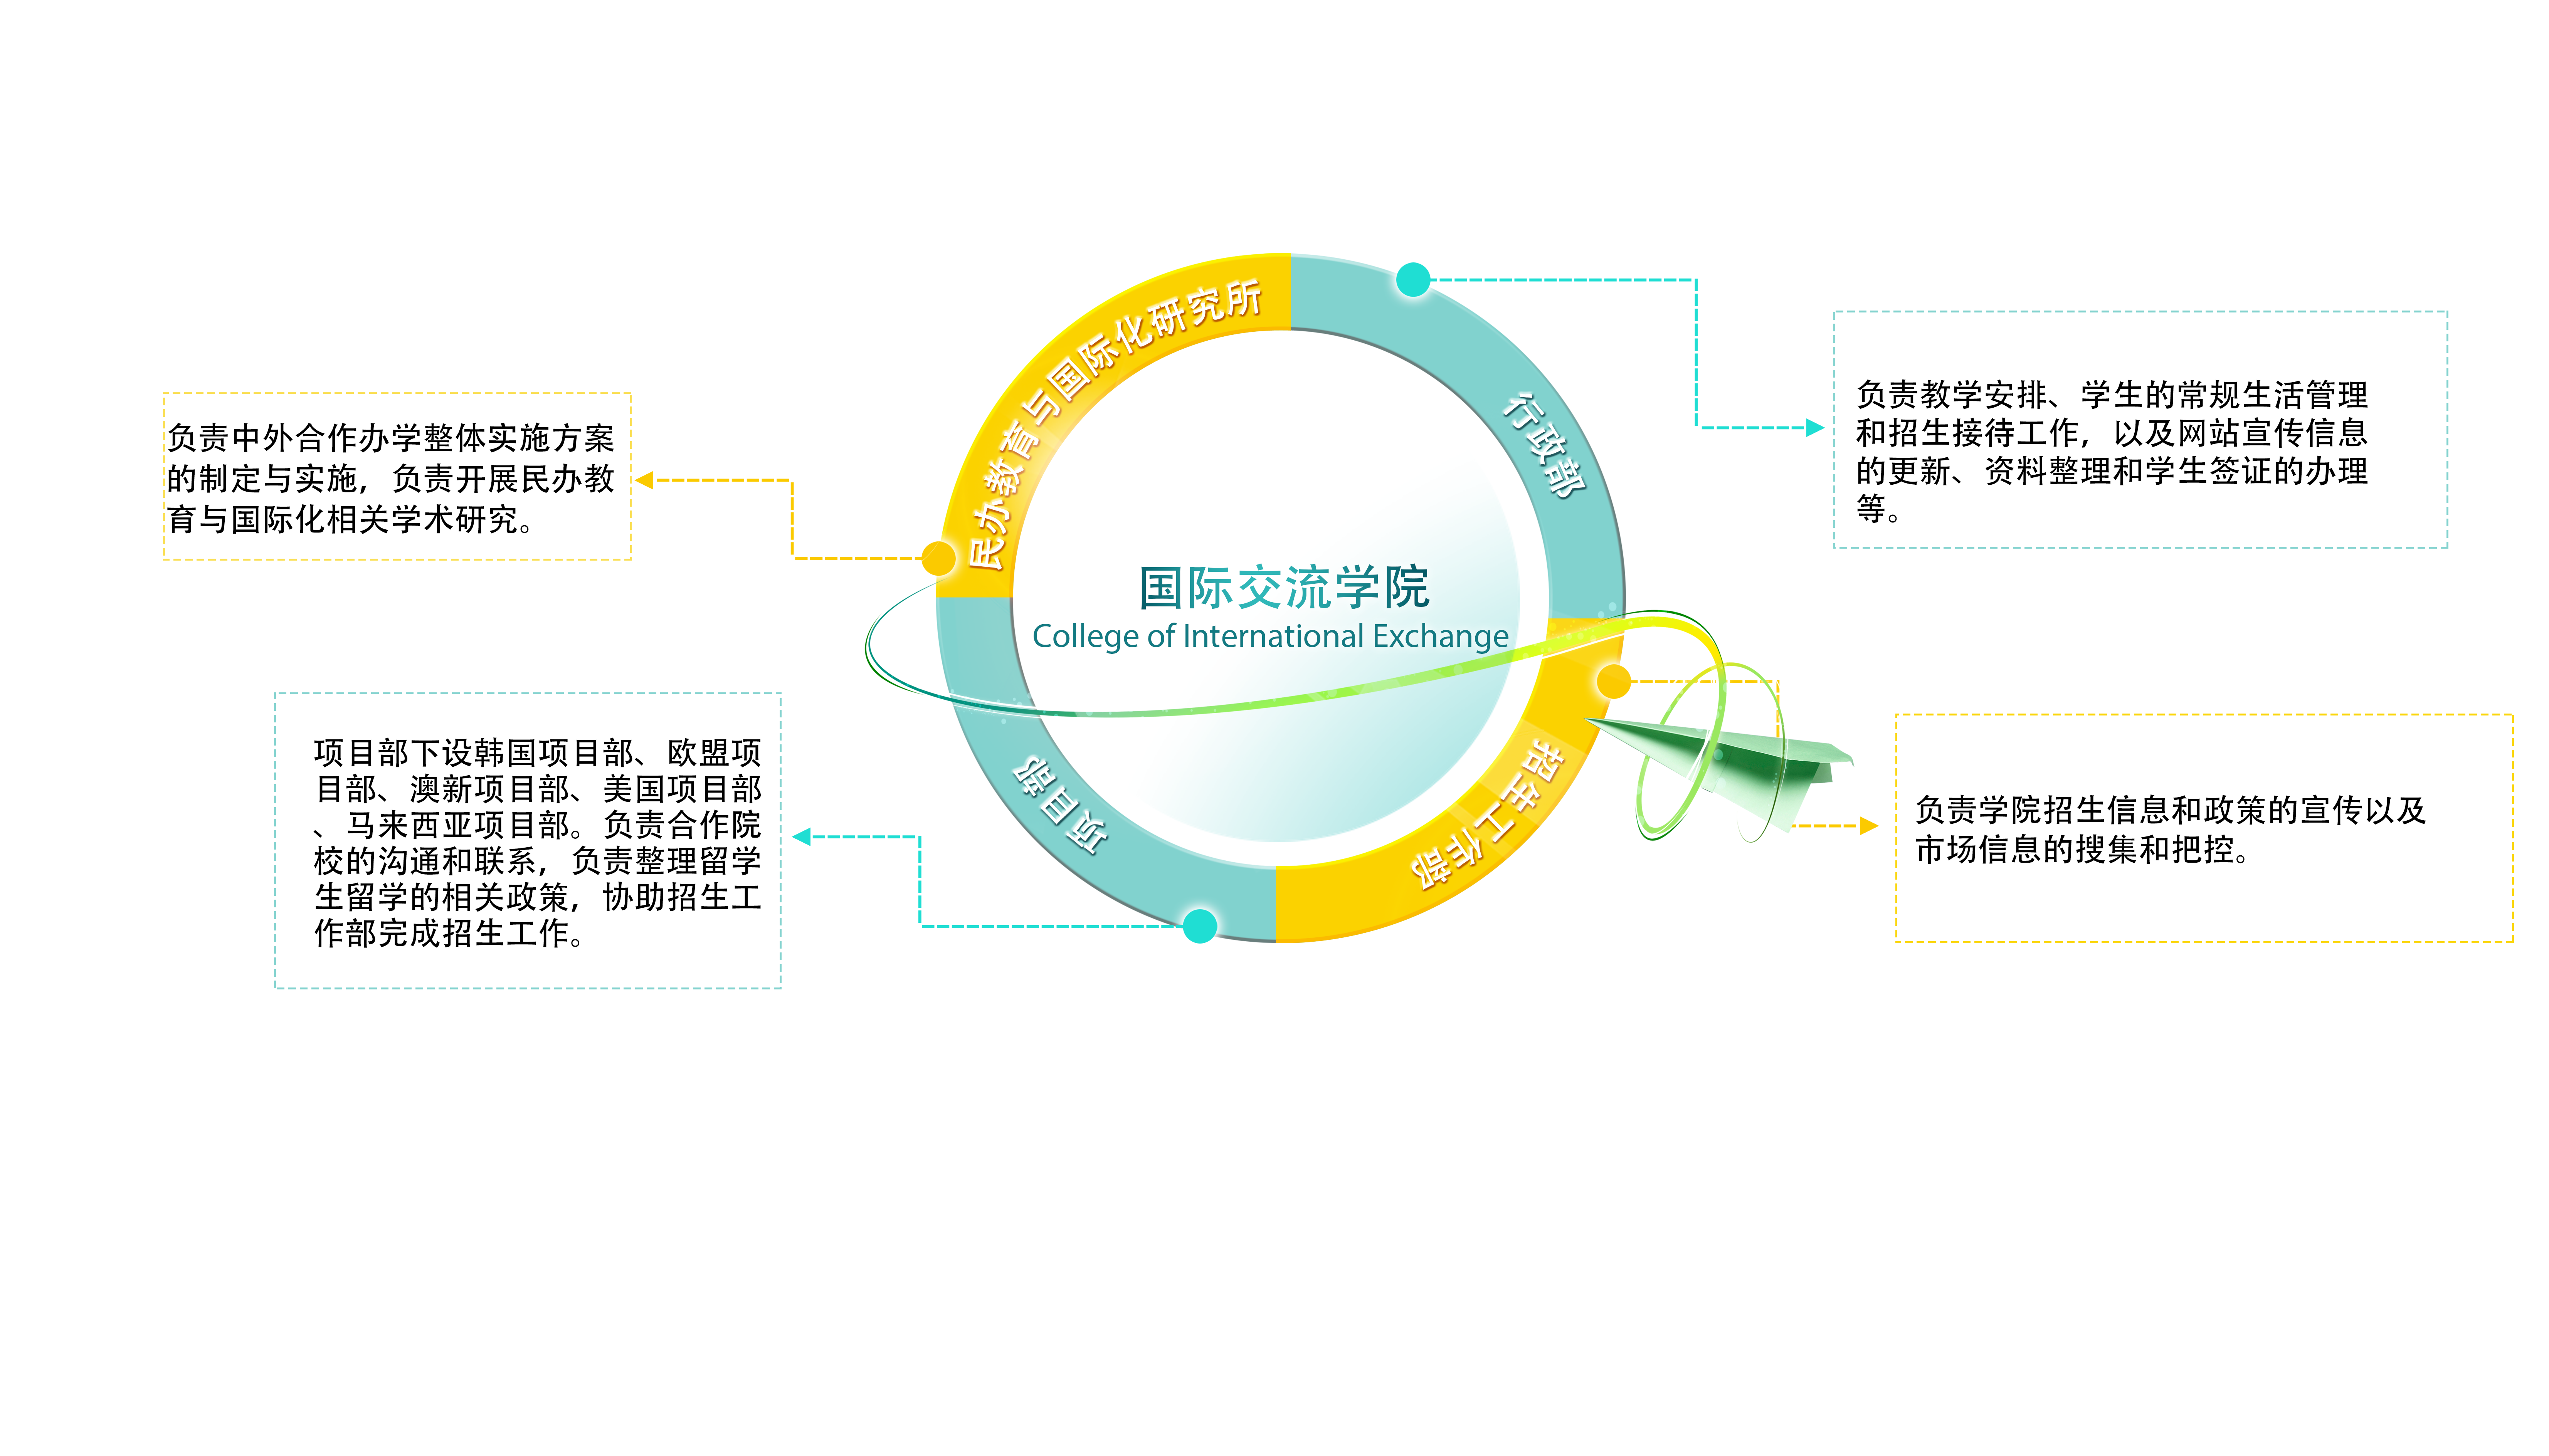 民办教育与国际化研究所
行政部
负责教学安排、学生的常规生活管理
和招生接待工作，以及网站宣传信息
的更新、资料整理和学生签证的办理
等。
负责中外合作办学整体实施方案
的制定与实施，负责开展民办教
育与国际化相关学术研究。
国际交流学院
College of International Exchange
项目部下设韩国项目部、欧盟项
目部、澳新项目部、美国项目部
、马来西亚项目部。负责合作院
校的沟通和联系，负责整理留学
生留学的相关政策，协助招生工
作部完成招生工作。
项目部
招生工作部
负责学院招生信息和政策的宣传以及
市场信息的搜集和把控。